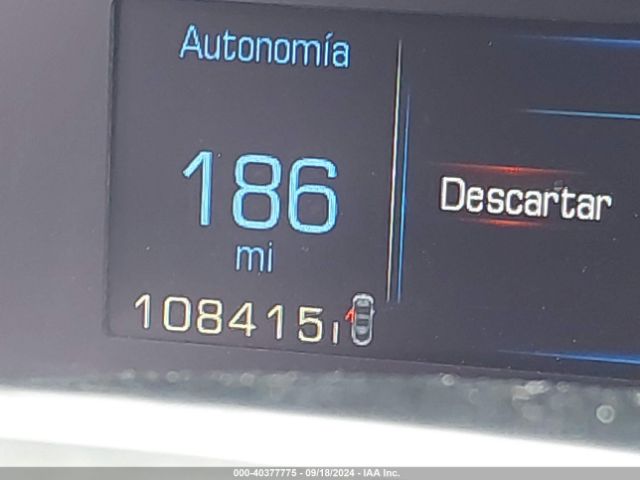 Autonomía
186
mi
108415
Descartar
000-40377775 - 09/18/2024 - IAA Inc.